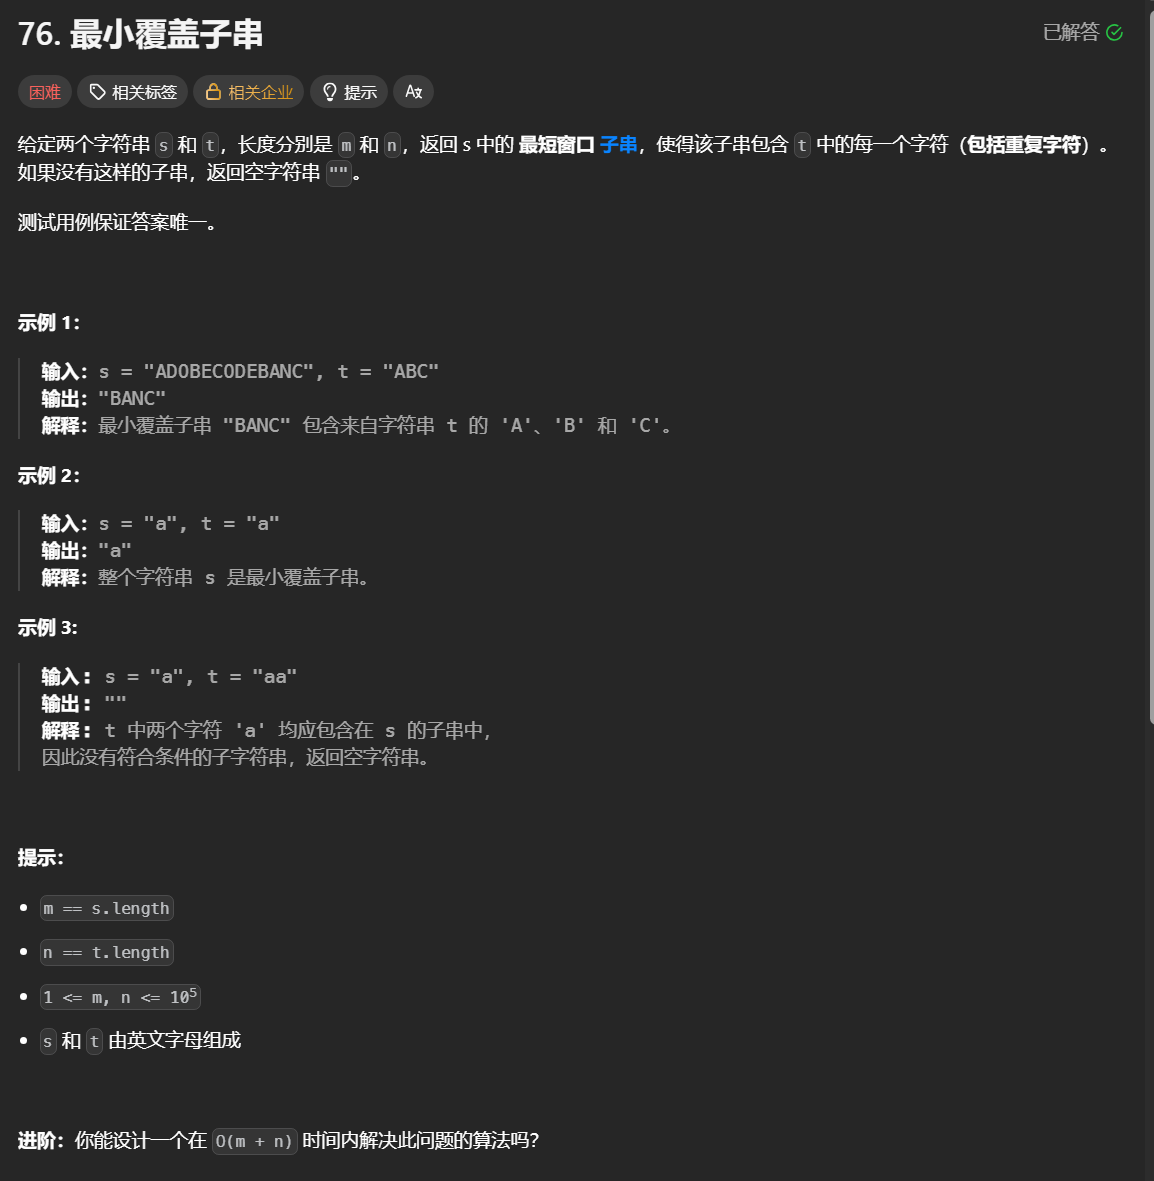 76. 最小覆盖子串
已解答
困难 相关标签 相关企业 提示 Az
给定两个字符串 s 和 t，长度分别是 m 和 n，返回 s 中的 最短窗口 子串，使得该子串包含 t 中的每一个字符（包括重复字符）。
如果没有这样的子串，返回空字符串 ""。
测试用例保证答案唯一。
示例 1：
输入：s = "ADOBECODEBANC", t = "ABC"
输出："BANC"
解释：最小覆盖子串 "BANC" 包含来自字符串 t 的 'A'、'B' 和 'C'。
示例 2：
输入：s = "a", t = "a"
输出："a"
解释：整个字符串 s 是最小覆盖子串。
示例 3:
输入: s = "a", t = "aa"
输出: ""
解释: t 中两个字符 'a' 均应包含在 s 的子串中，
因此没有符合条件的子字符串，返回空字符串。
提示：
m == s.length
n == t.length
1 <= m, n <= 10⁵
s 和 t 由英文字母组成
进阶：你能设计一个在 O(m + n) 时间内解决此问题的算法吗？